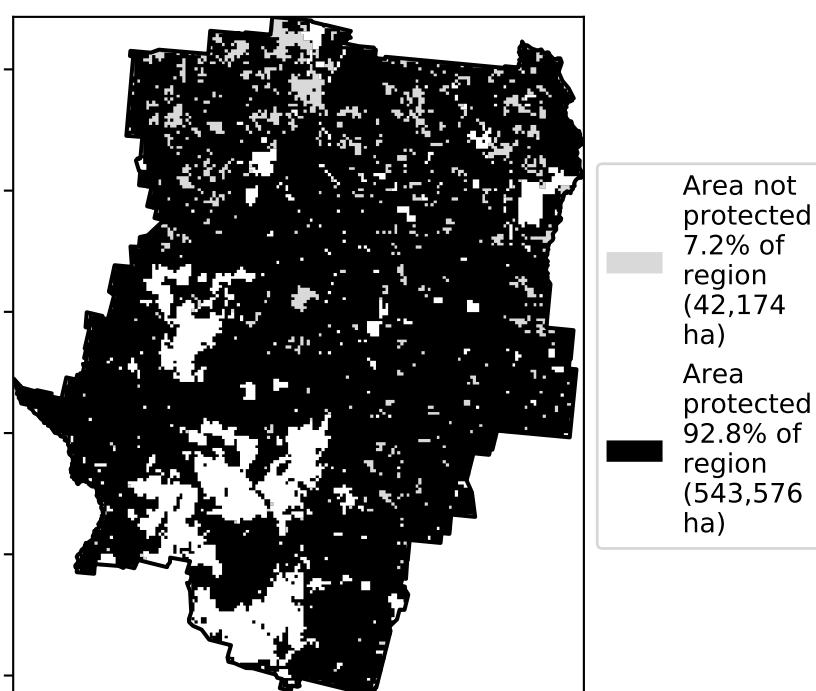 Area not
protected
7.2% of
region
(42,174
ha)
Area
protected
92.8% of
region
(543,576
ha)